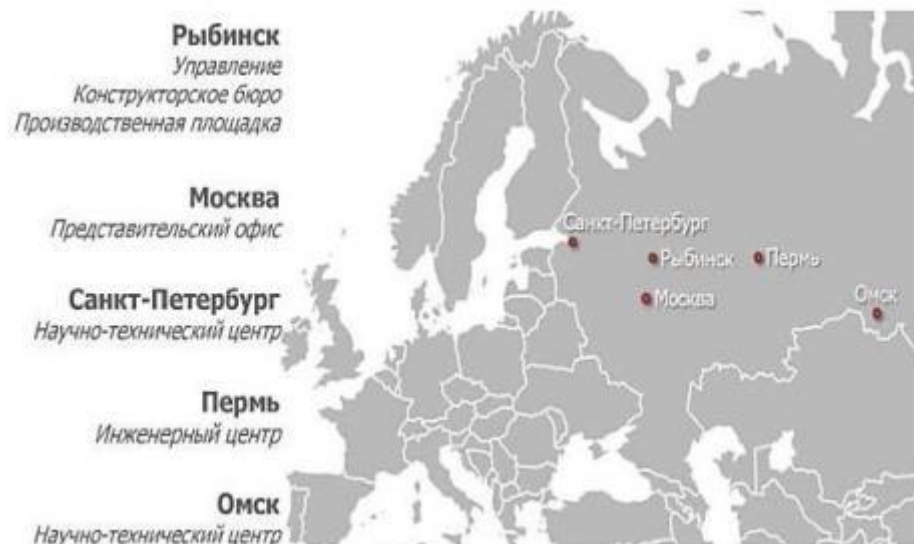 Рыбинск
Управление
Конструкторское бюро
Производственная площадка
Москва
Представительский офис
Санкт-Петербург
Научно-технический центр
Пермь
Инженерный центр
Омск
Научно-технический центр
Санкт-Петербург
Рыбинск
Пермь
Москва
Омск